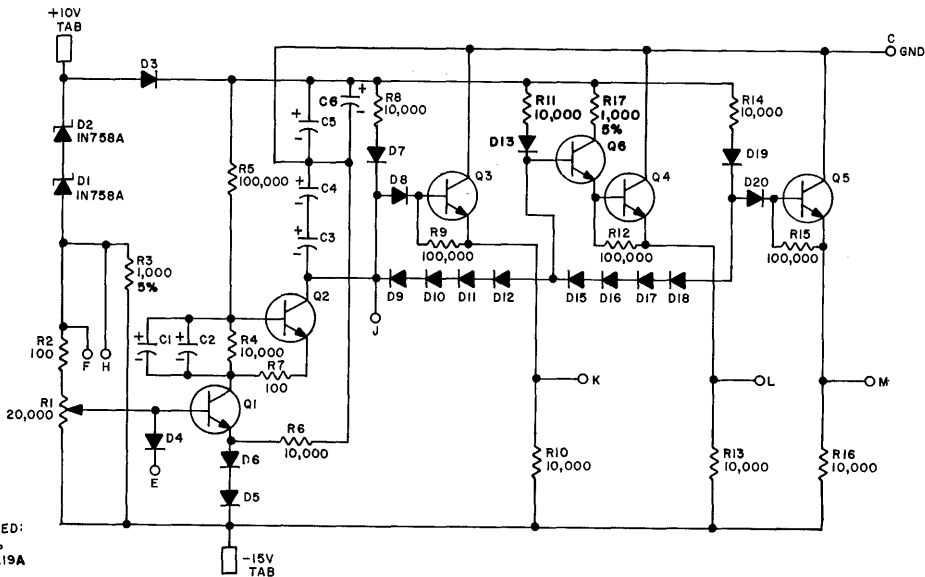 +10V
TAB
C
GND
D3
D2
IN758A
D1
IN758A
R3
1,000
5%
R2
100
F
H
R1
20,000
D4
E
C1
+
-
C2
+
-
R5
100,000
R4
10,000
R7
100
Q2
Q1
D6
D5
R6
10,000
-15V
TAB
C5
+
-
C6
+
-
C4
+
-
C3
+
-
R8
10,000
D7
D8
Q3
R9
100,000
D9
D10
D11
D12
J
R11
10,000
D13
R17
1,000
5%
Q6
Q4
R12
100,000
D15
D16
D17
D18
R14
10,000
D19
D20
Q5
R15
100,000
K
L
M
R10
10,000
R13
10,000
R16
10,000
ED:
19A